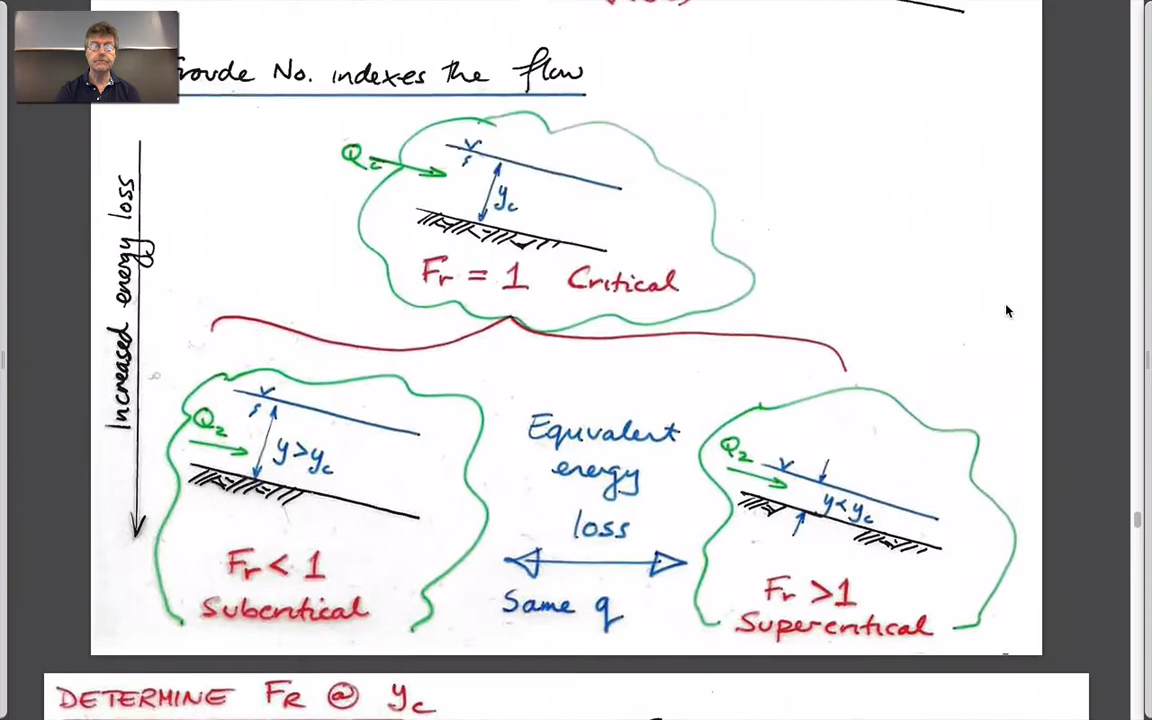 Froude No. indexes the flow
Increased energy loss
Qc
yc
Fr = 1 Critical
Q2
y > yc
Fr < 1
Subcritical
Equivalent
energy
loss
Same q
Q2
y < yc
Fr > 1
Supercritical
DETERMINE FR @ yc